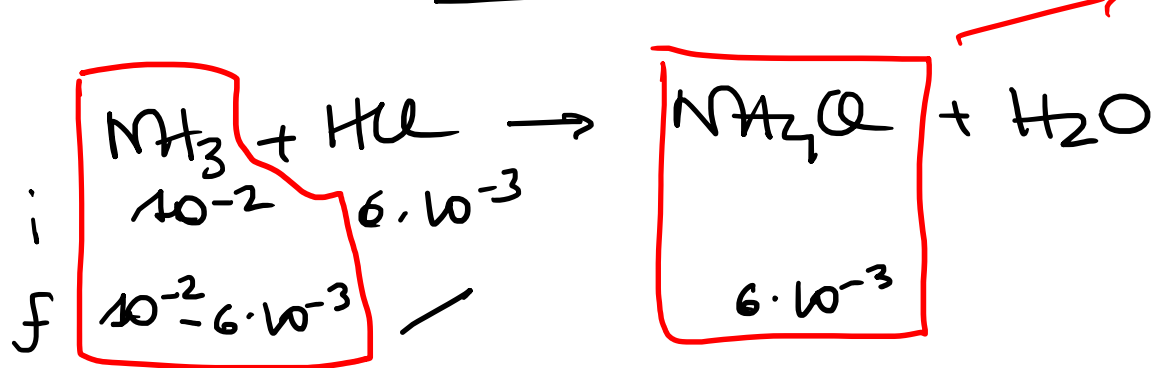 NH₃ + HCl → NH₄Cl + H₂O
i 10⁻² 6·10⁻³
f 10⁻² - 6·10⁻³ / 6·10⁻³